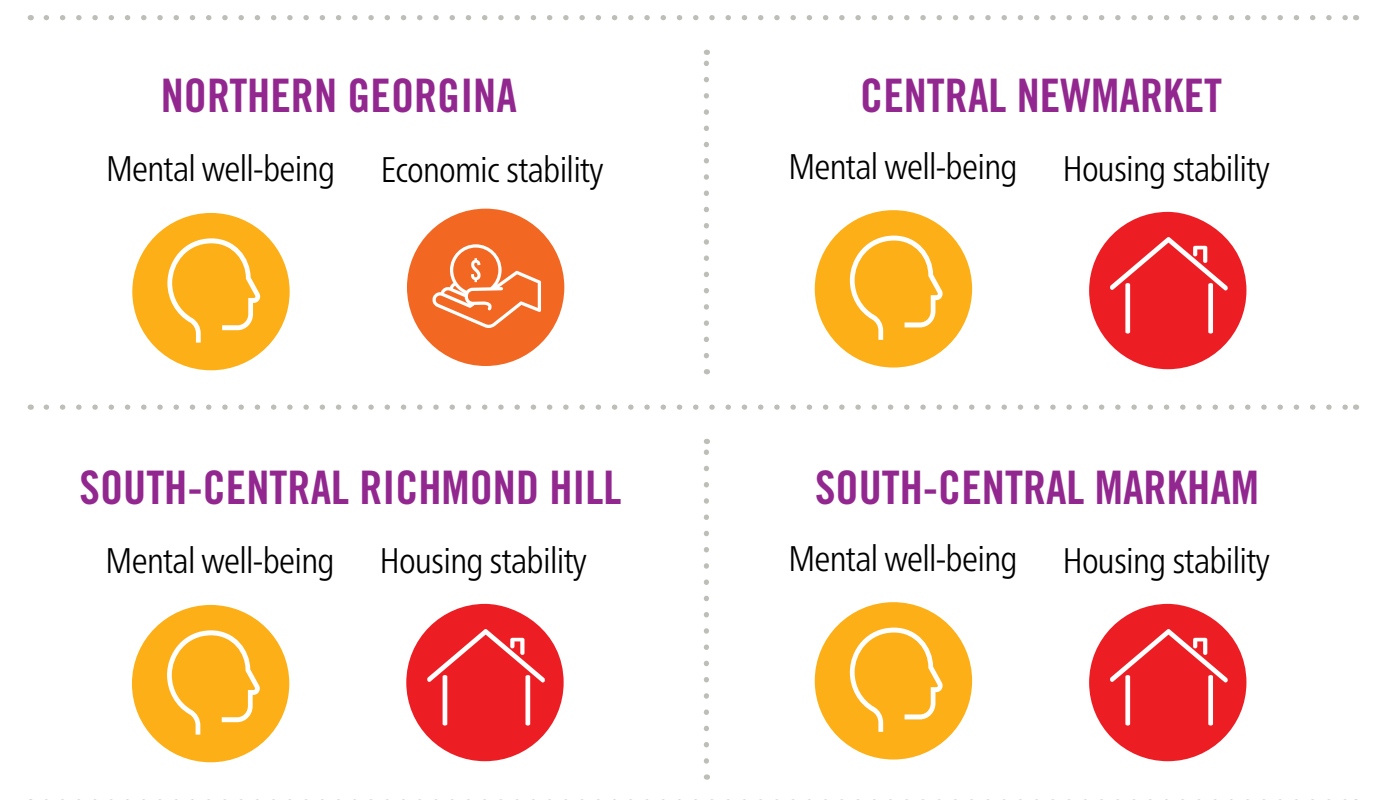 NORTHERN GEORGINA
Mental well-being
Economic stability
$
CENTRAL NEWMARKET
Mental well-being
Housing stability
SOUTH-CENTRAL RICHMOND HILL
Mental well-being
Housing stability
SOUTH-CENTRAL MARKHAM
Mental well-being
Housing stability